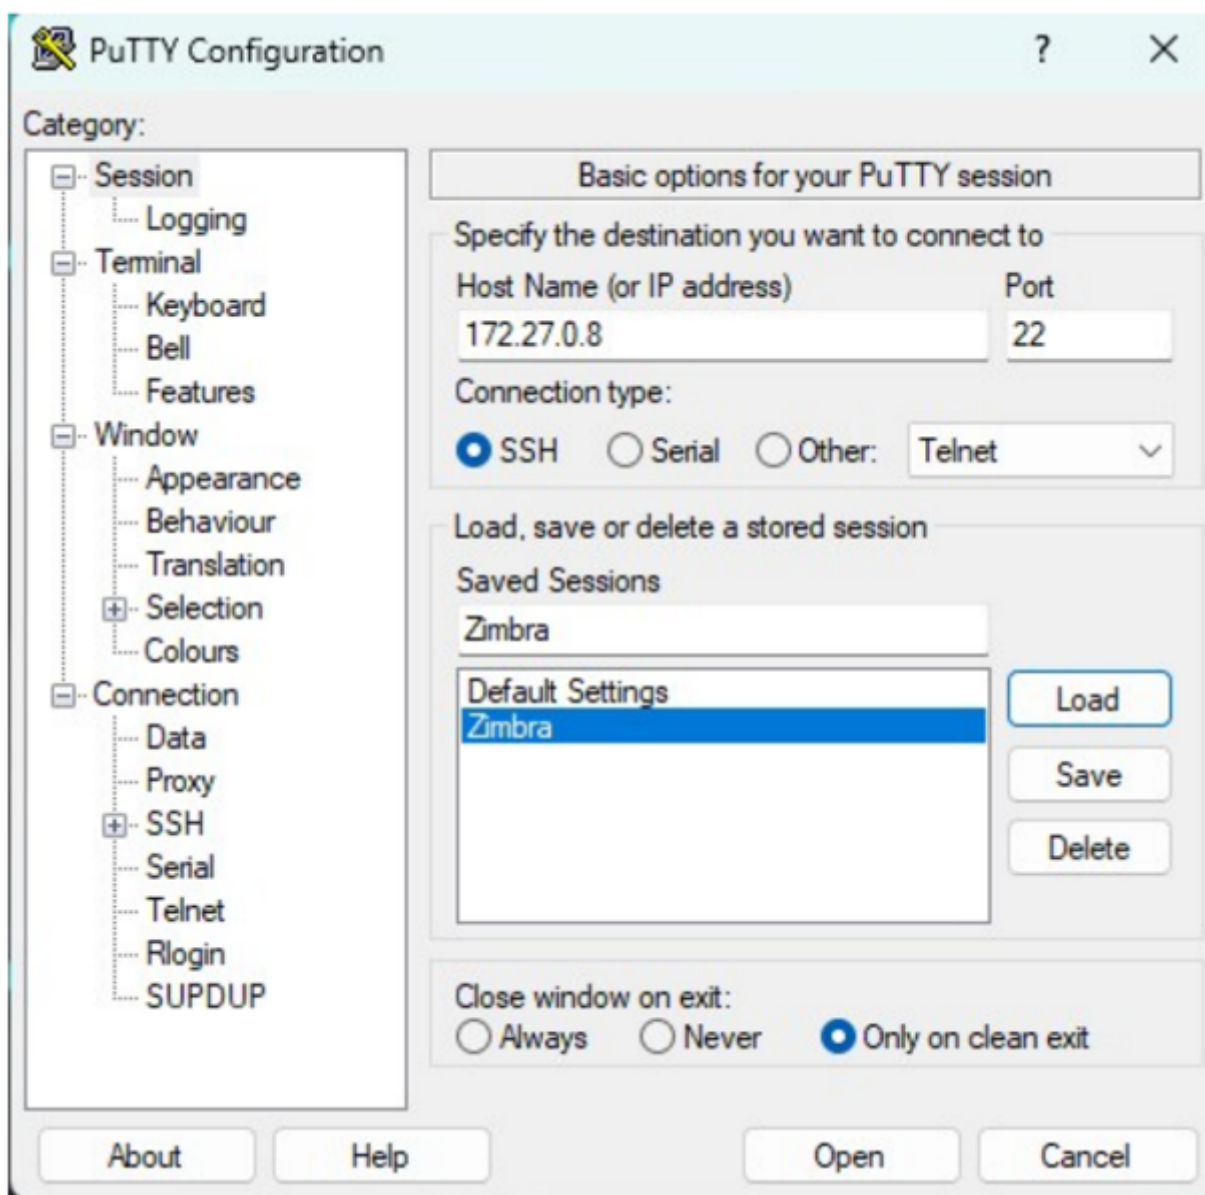 PuTTY Configuration
?
Category:
Session
Logging
Terminal
Keyboard
Bell
Features
Window
Appearance
Behaviour
Translation
Selection
Colours
Connection
Data
Proxy
SSH
Serial
Telnet
Rlogin
SUPDUP
Basic options for your PuTTY session
Specify the destination you want to connect to
Host Name (or IP address) Port
172.27.0.8 22
Connection type:
SSH Serial Other: Telnet
Load, save or delete a stored session
Saved Sessions
Zimbra
Default Settings
Zimbra
Load
Save
Delete
Close window on exit:
Always Never Only on clean exit
About Help Open Cancel